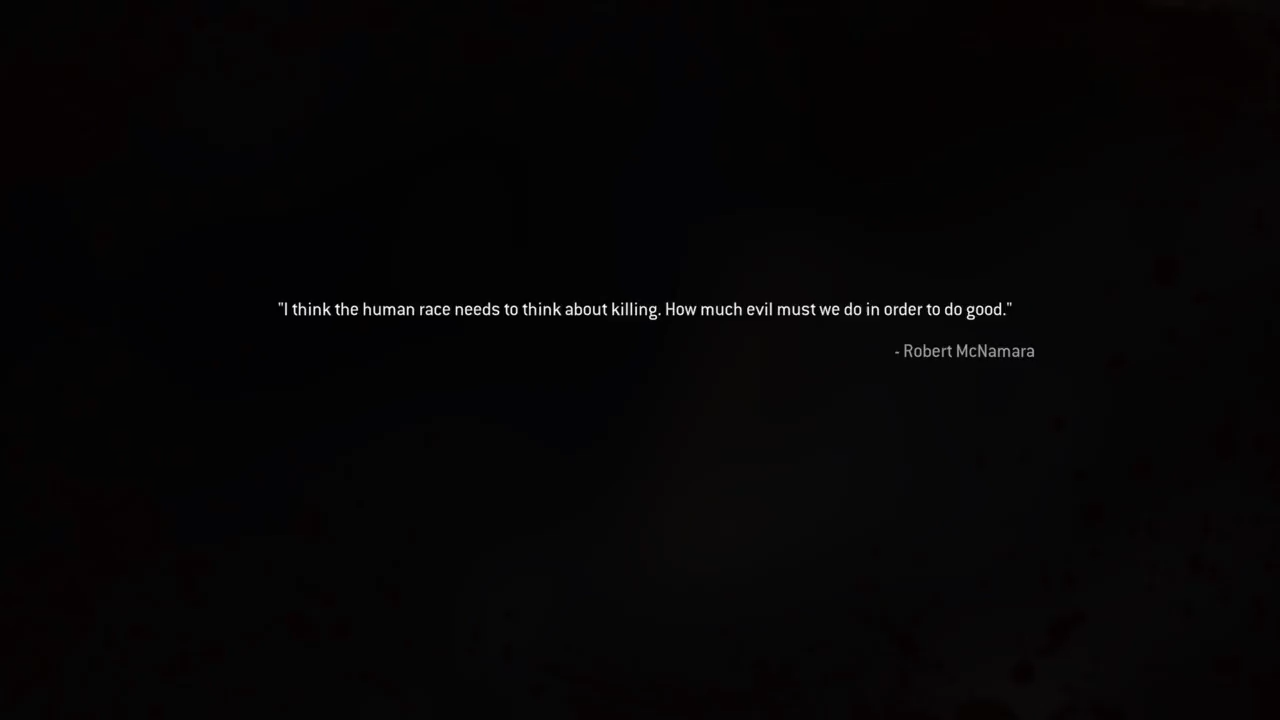 "I think the human race needs to think about killing. How much evil must we do in order to do good."
- Robert McNamara